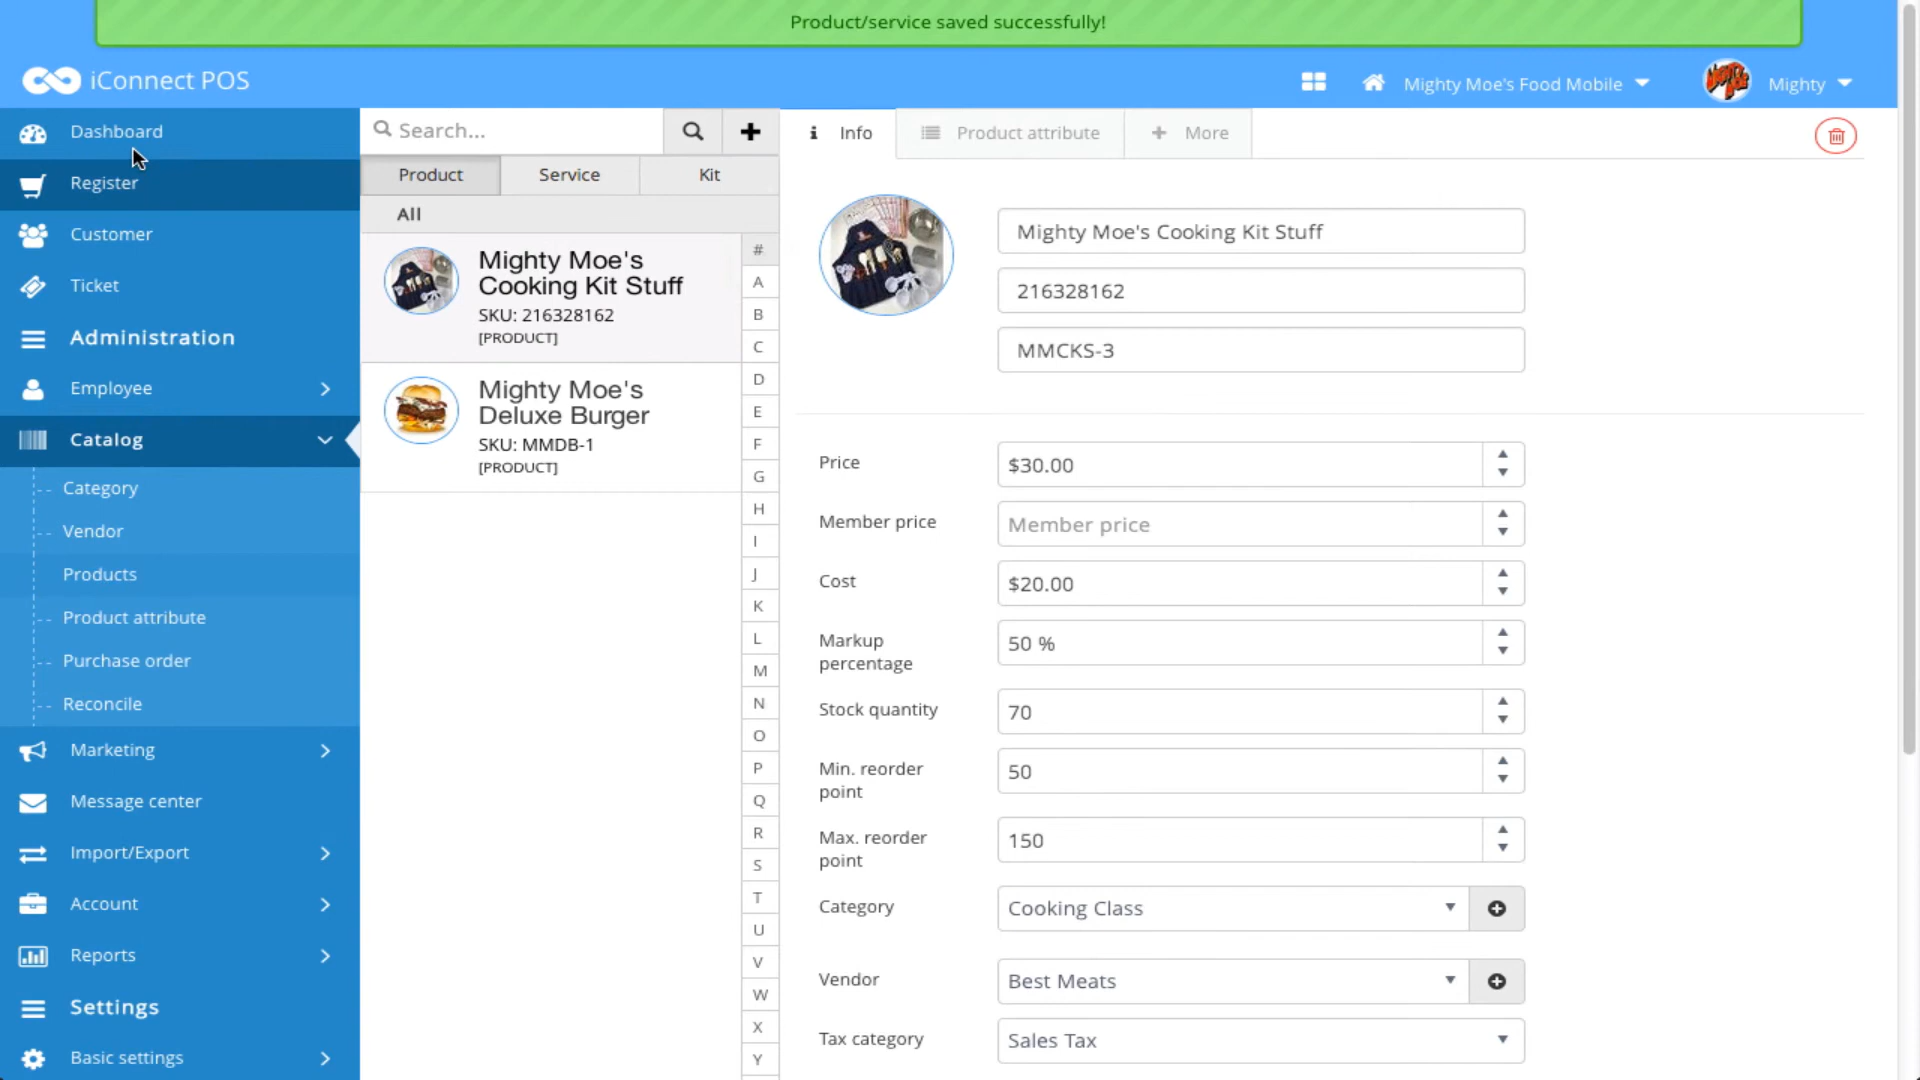 Product/service saved successfully!
iConnect POS
Mighty Moe's Food Mobile
Mighty
Dashboard
Register
Customer
Ticket
Administration
Employee
Catalog
Category
Vendor
Products
Product attribute
Purchase order
Reconcile
Marketing
Message center
Import/Export
Account
Reports
Settings
Basic settings
Search...
Product
Service
Kit
All
Mighty Moe's
Cooking Kit Stuff
SKU: 216328162
[PRODUCT]
Mighty Moe's
Deluxe Burger
SKU: MMDB-1
[PRODUCT]
#
A
B
C
D
E
F
G
H
I
J
K
L
M
N
O
P
Q
R
S
T
U
V
W
X
Y
Info
Product attribute
More
Mighty Moe's Cooking Kit Stuff
216328162
MMCKS-3
Price
$30.00
Member price
Member price
Cost
$20.00
Markup
percentage
50 %
Stock quantity
70
Min. reorder
point
50
Max. reorder
point
150
Category
Cooking Class
Vendor
Best Meats
Tax category
Sales Tax